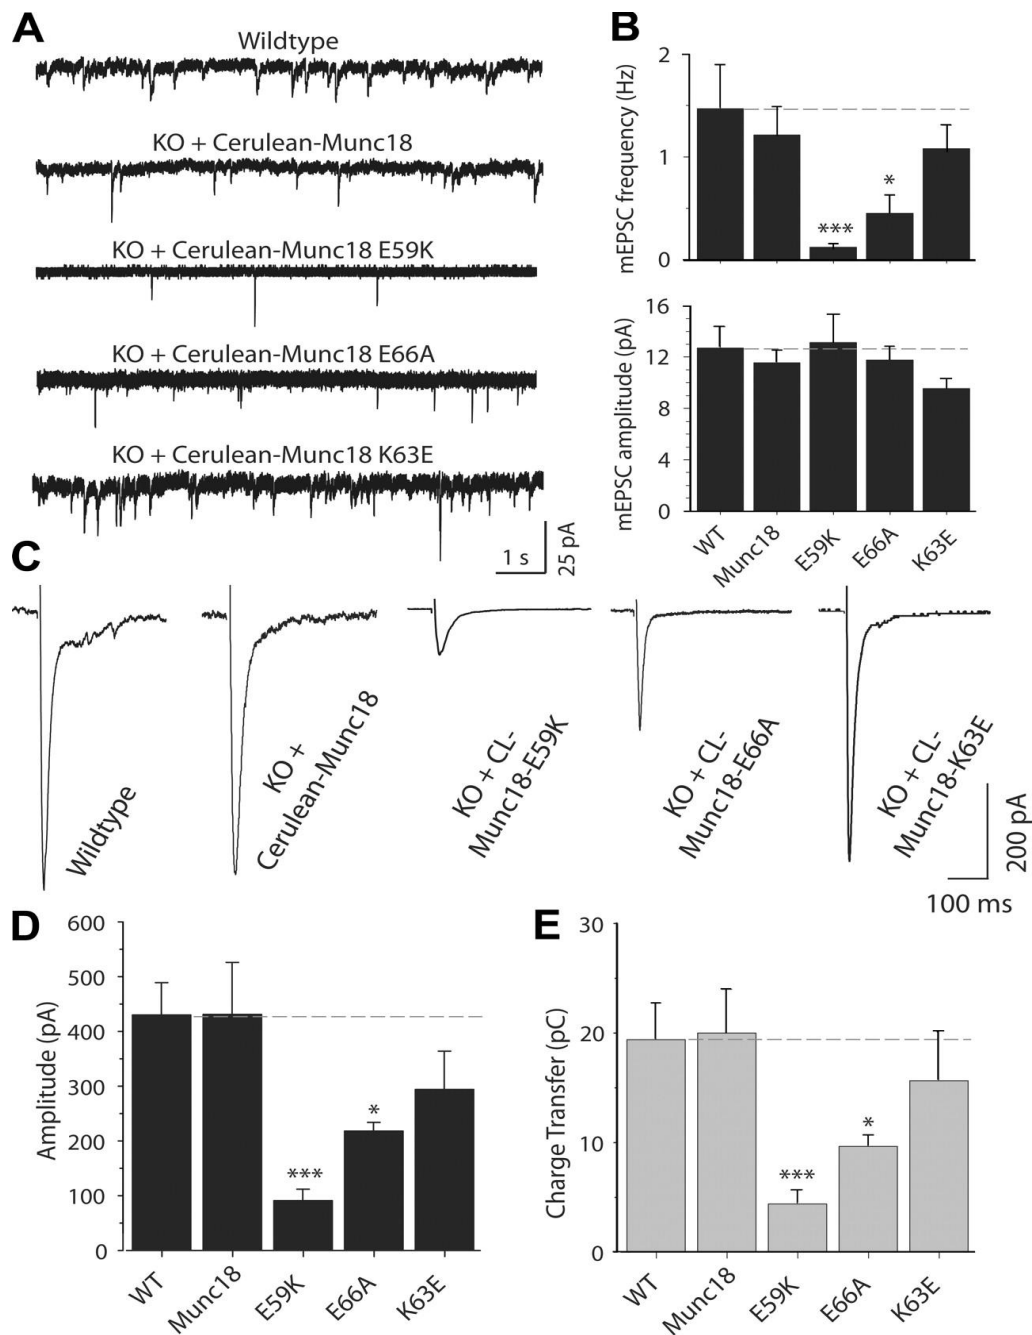 A
Wildtype
KO + Cerulean-Munc18
KO + Cerulean-Munc18 E59K
KO + Cerulean-Munc18 E66A
KO + Cerulean-Munc18 K63E
1 s
25 pA
B
mEPSC frequency (Hz)
2
1
0
***
*
mEPSC amplitude (pA)
16
12
8
4
0
WT
Munc18
E59K
E66A
K63E
C
Wildtype
KO +
Cerulean-Munc18
KO + CL-
Munc18-E59K
KO + CL-
Munc18-E66A
KO + CL-
Munc18-K63E
200 pA
100 ms
D
Amplitude (pA)
600
500
400
300
200
100
0
***
*
WT
Munc18
E59K
E66A
K63E
E
Charge Transfer (pC)
30
20
10
0
***
*
WT
Munc18
E59K
E66A
K63E